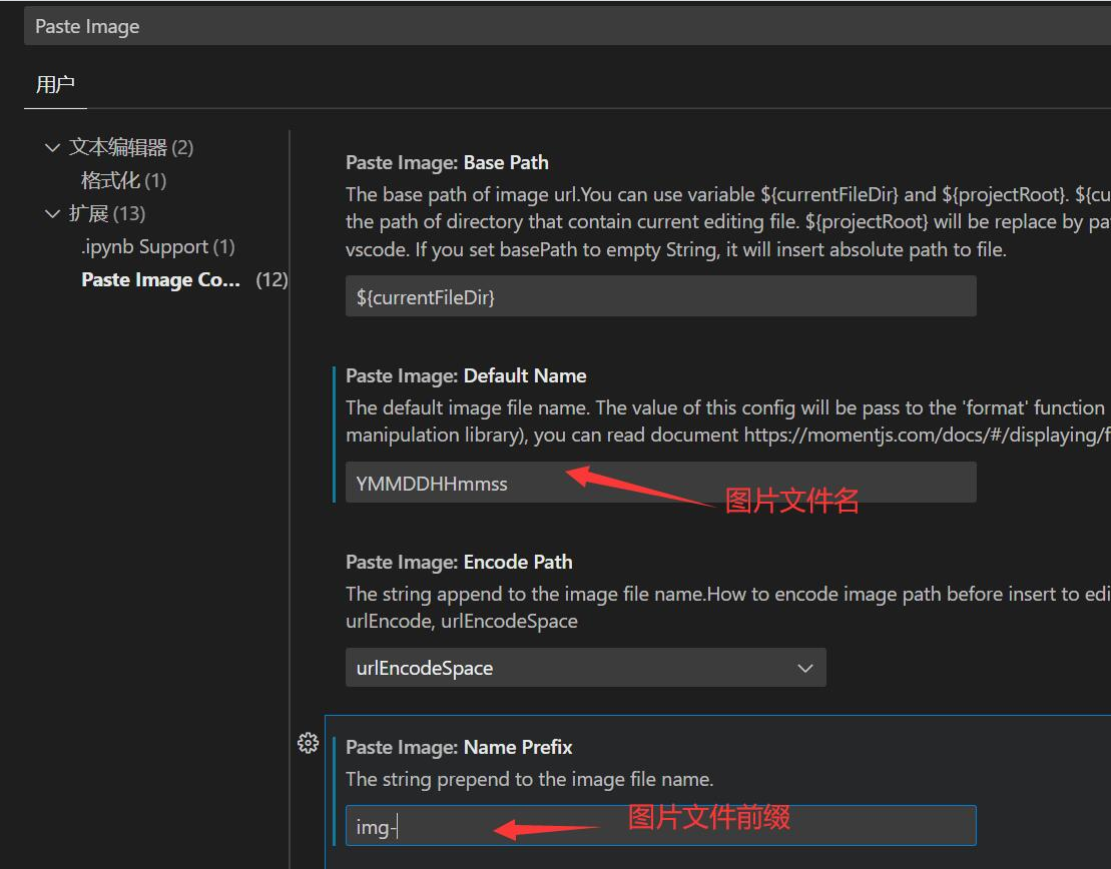 Paste Image
用户
文本编辑器 (2)
格式化 (1)
扩展 (13)
.ipynb Support (1)
Paste Image Co... (12)
Paste Image: Base Path
The base path of image url.You can use variable ${currentFileDir} and ${projectRoot}. ${cu
the path of directory that contain current editing file. ${projectRoot} will be replace by pa
vscode. If you set basePath to empty String, it will insert absolute path to file.
${currentFileDir}
Paste Image: Default Name
The default image file name. The value of this config will be pass to the 'format' function
manipulation library), you can read document https://momentjs.com/docs/#/displaying/f
YMMDDHHmmss
图片文件名
Paste Image: Encode Path
The string append to the image file name.How to encode image path before insert to edi
urlEncode, urlEncodeSpace
urlEncodeSpace
Paste Image: Name Prefix
The string prepend to the image file name.
img-
图片文件前缀